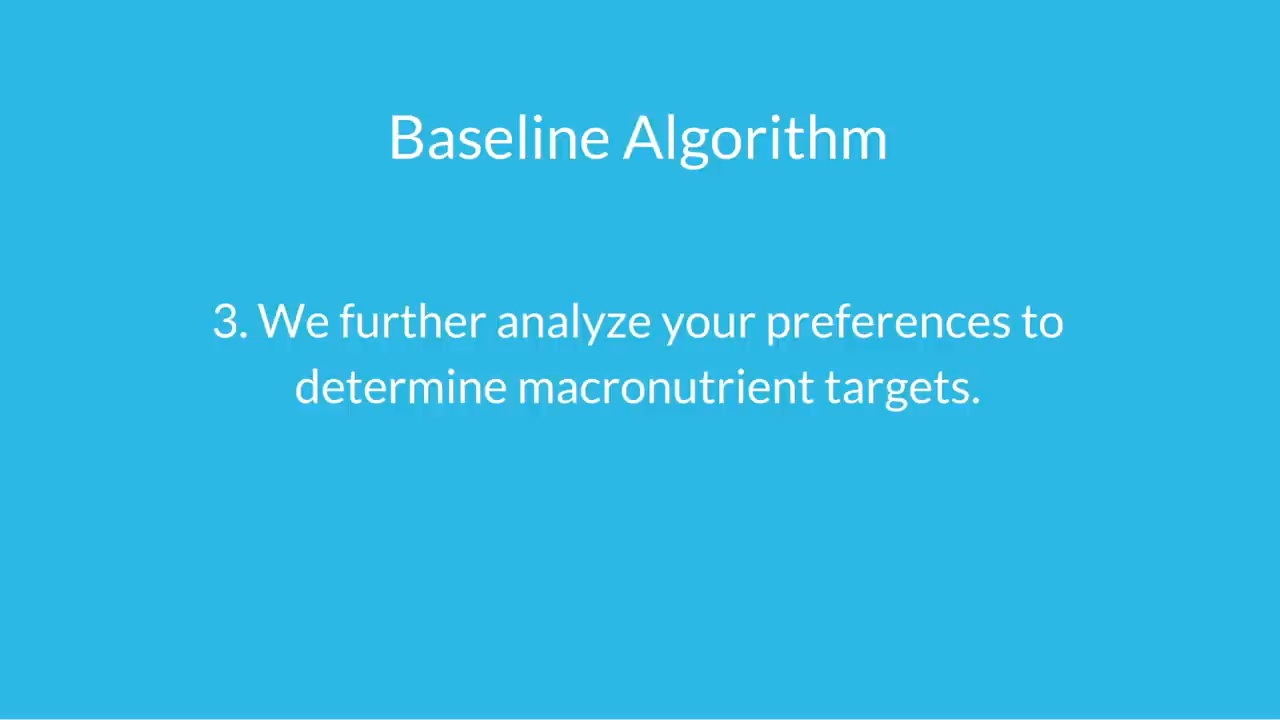 Baseline Algorithm
3. We further analyze your preferences to
determine macronutrient targets.